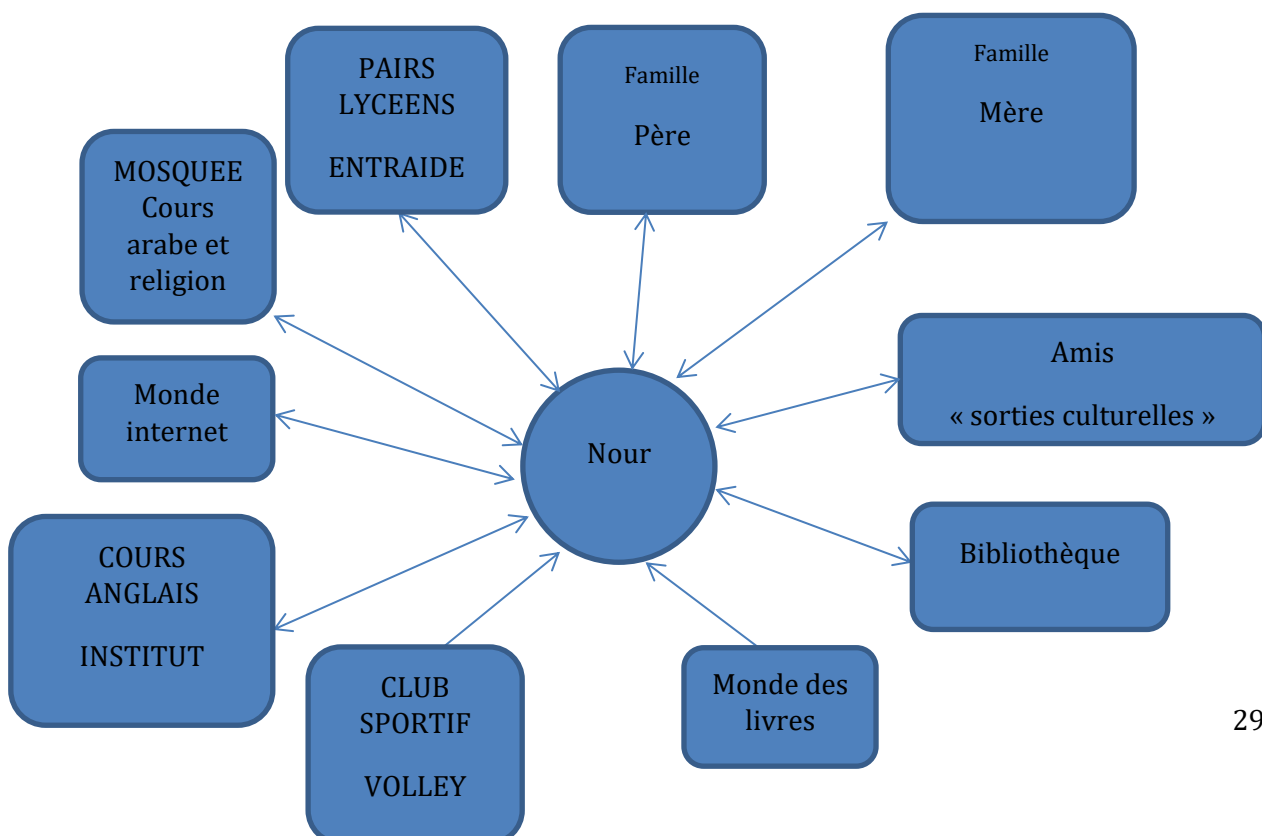 PAIRS
LYCEENS
ENTRAIDE
Famille
Père
Famille
Mère
MOSQUEE
Cours
arabe et
religion
Amis
« sorties culturelles »
Monde
internet
Nour
Bibliothèque
COURS
ANGLAIS
INSTITUT
CLUB
SPORTIF
VOLLEY
Monde des
livres
29